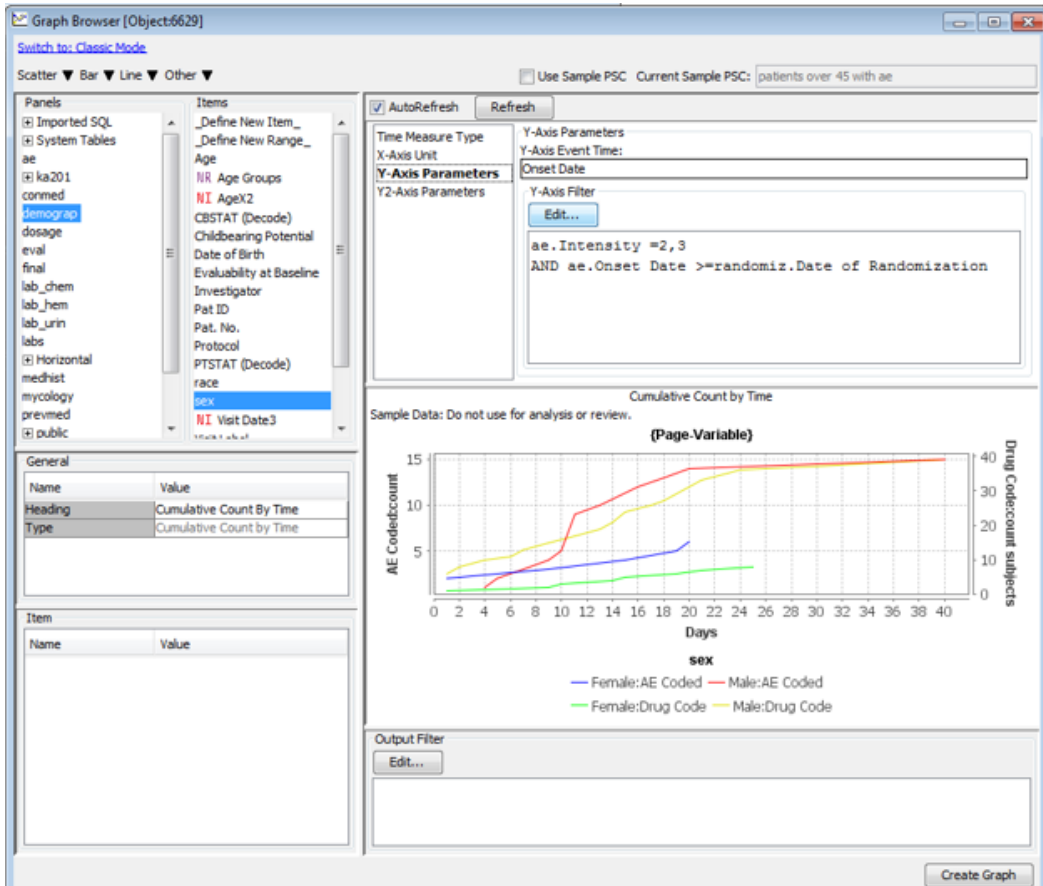 Graph Browser [Object:6629]
Switch to: Classic Mode
Scatter ▼ Bar ▼ Line ▼ Other ▼
Use Sample PSC Current Sample PSC: patients over 45 with ae
Panels
Imported SQL
System Tables
ae
ka201
conmed
demograp
dosage
eval
final
lab_chem
lab_hem
lab_urin
labs
Horizontal
medhist
mycology
prevmed
public
Items
_Define New Item_
_Define New Range_
Age
NR Age Groups
NI AgeX2
CBSTAT (Decode)
Childbearing Potential
Date of Birth
Evaluability at Baseline
Investigator
Pat ID
Pat. No.
Protocol
PTSTAT (Decode)
race
sex
NI Visit Date3
General
Name Value
Heading Cumulative Count By Time
Type Cumulative Count by Time
Item
Name Value
AutoRefresh Refresh
Time Measure Type
X-Axis Unit
Y-Axis Parameters
Y2-Axis Parameters
Y-Axis Parameters
Y-Axis Event Time:
Onset Date
Y-Axis Filter
Edit...
ae.Intensity =2,3
AND ae.Onset Date >=randomiz.Date of Randomization
Cumulative Count by Time
Sample Data: Do not use for analysis or review.
{Page-Variable}
AE Coded:count
15
10
5
40
30
20
10
0
Drug Code:count subjects
0 2 4 6 8 10 12 14 16 18 20 22 24 26 28 30 32 34 36 38 40
Days
sex
Female:AE Coded Male:AE Coded
Female:Drug Code Male:Drug Code
Output Filter
Edit...
Create Graph